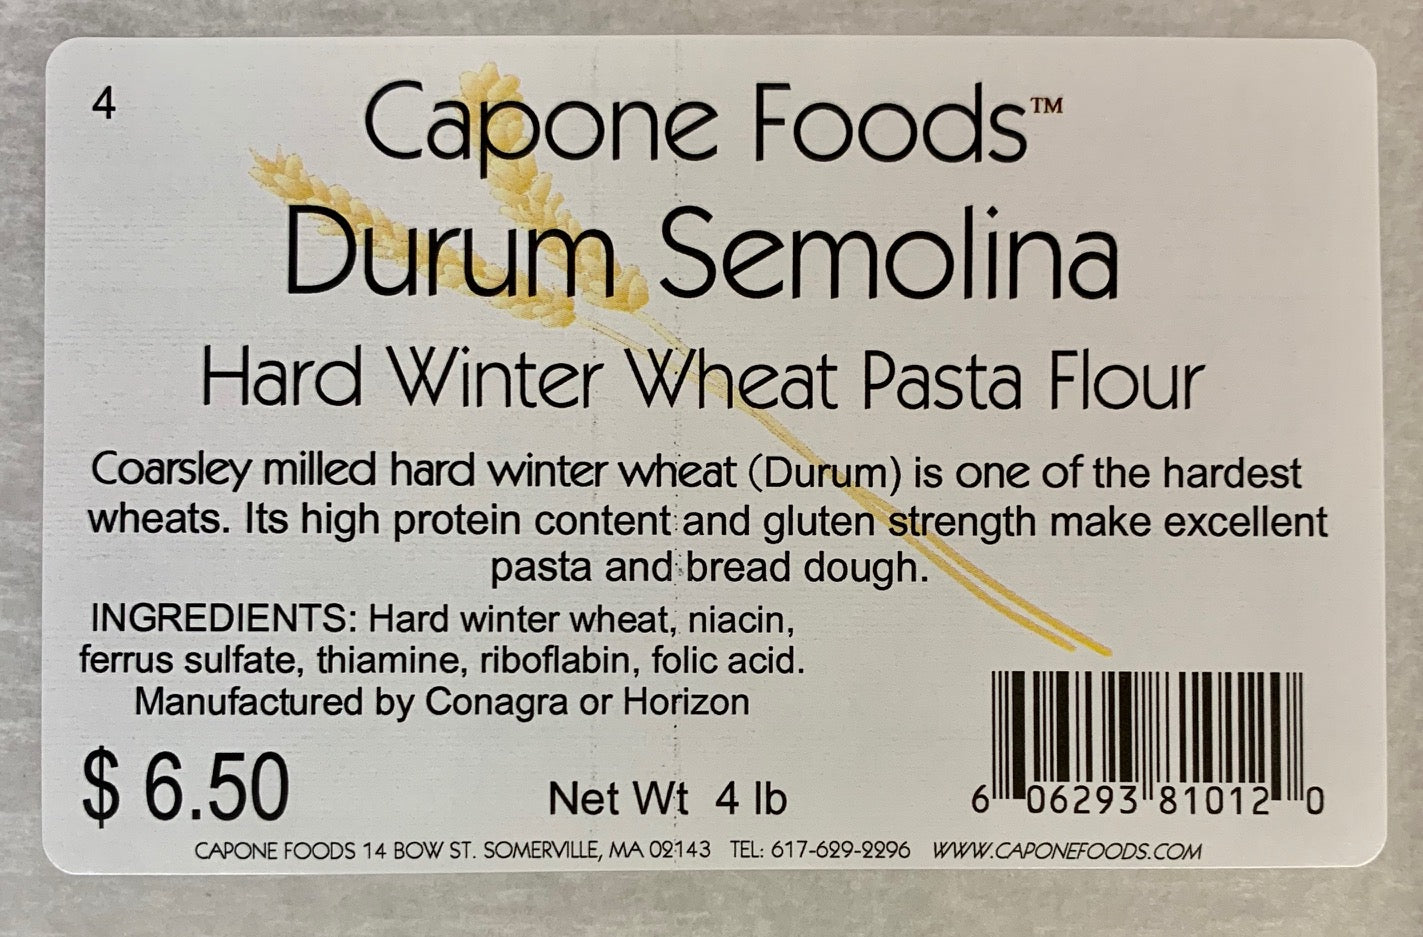 4
Capone Foods™
Durum Semolina
Hard Winter Wheat Pasta Flour
Coarsley milled hard winter wheat (Durum) is one of the hardest
wheats. Its high protein content and gluten strength make excellent
pasta and bread dough.
INGREDIENTS: Hard winter wheat, niacin,
ferrus sulfate, thiamine, riboflabin, folic acid.
Manufactured by Conagra or Horizon
$ 6.50
Net Wt 4 lb
6 06293 81012 0
CAPONE FOODS 14 BOW ST. SOMERVILLE, MA 02143 TEL: 617-629-2296 WWW.CAPONEFOODS.COM